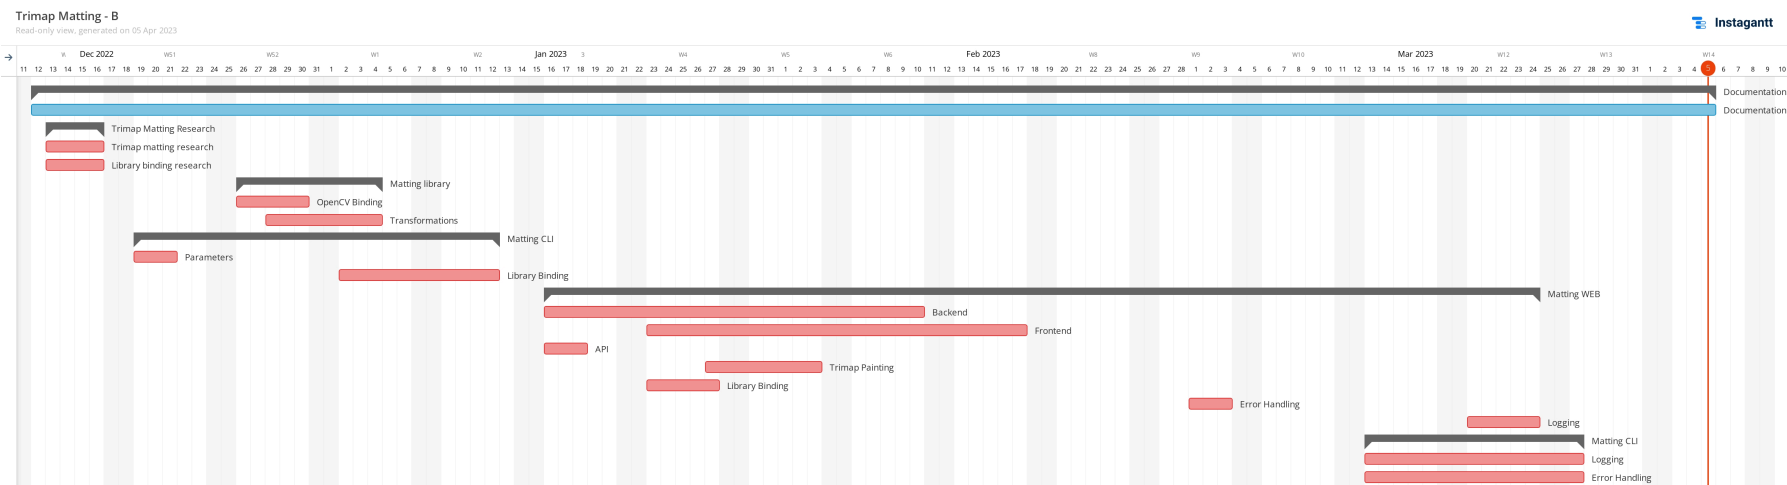 Trimap Matting - B
Read-only view, generated on 05 Apr 2023
Instagantt
W Dec 2022 W51 W52 W1 W2 Jan 2023 3 W4 W5 W6 Feb 2023 W8 W9 W10 Mar 2023 W12 W13 W14
11 12 13 14 15 16 17 18 19 20 21 22 23 24 25 26 27 28 29 30 31 1 2 3 4 5 6 7 8 9 10 11 12 13 14 15 16 17 18 19 20 21 22 23 24 25 26 27 28 29 30 31 1 2 3 4 5 6 7 8 9 10 11 12 13 14 15 16 17 18 19 20 21 22 23 24 25 26 27 28 1 2 3 4 5 6 7 8 9 10 11 12 13 14 15 16 17 18 19 20 21 22 23 24 25 26 27 28 29 30 31 1 2 3 4 5 6 7 8 9 10
Documentation
Documentation
Trimap Matting Research
Trimap matting research
Library binding research
Matting library
OpenCV Binding
Transformations
Matting CLI
Parameters
Library Binding
Matting WEB
Backend
Frontend
API
Trimap Painting
Library Binding
Error Handling
Logging
Matting CLI
Logging
Error Handling